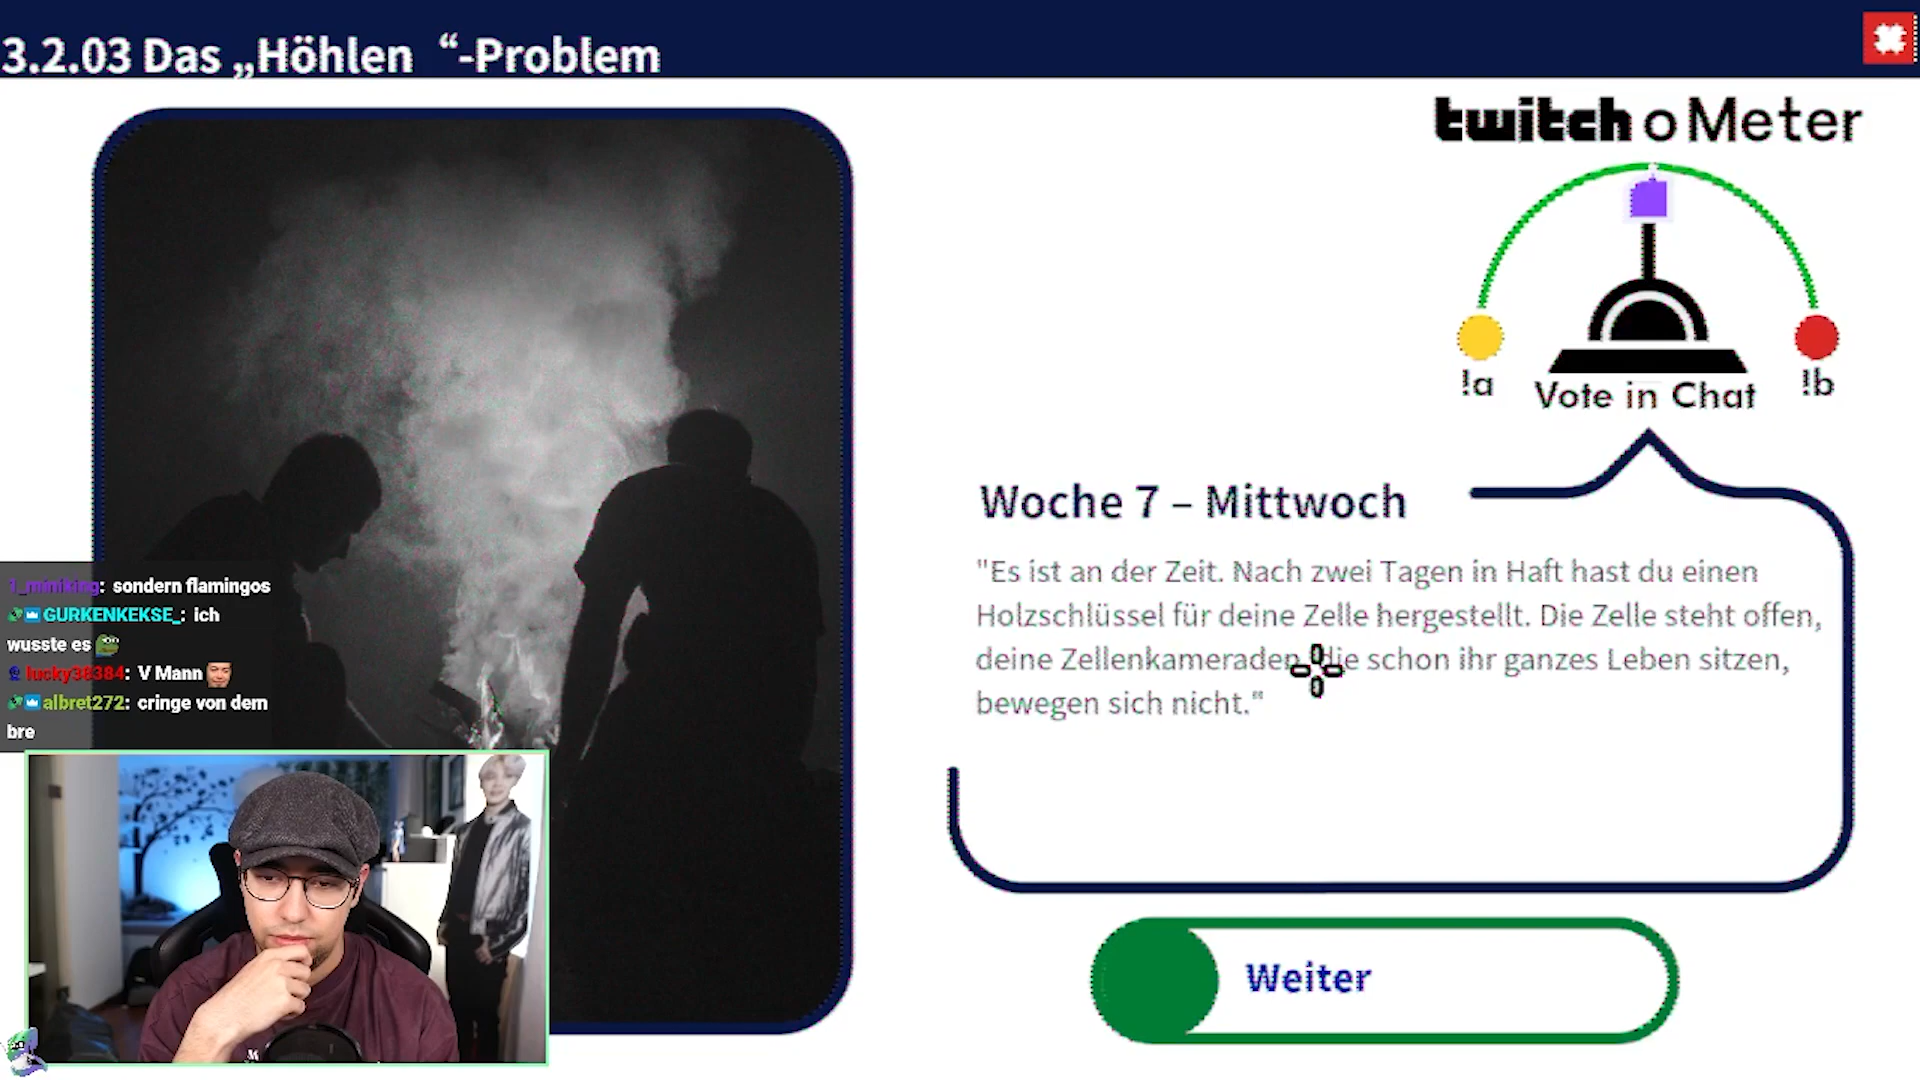 3.2.03 Das „Höhlen “-Problem
twitch o Meter
!a
Vote in Chat
!b
Woche 7 – Mittwoch
"Es ist an der Zeit. Nach zwei Tagen in Haft hast du einen
Holzschlüssel für deine Zelle hergestellt. Die Zelle steht offen,
deine Zellenkameraden, die schon ihr ganzes Leben sitzen,
bewegen sich nicht."
Weiter
1_miniking: sondern flamingos
GURKENKEKSE_: ich
wusste es
lucky38384: V Mann
albret272: cringe von dem
bre